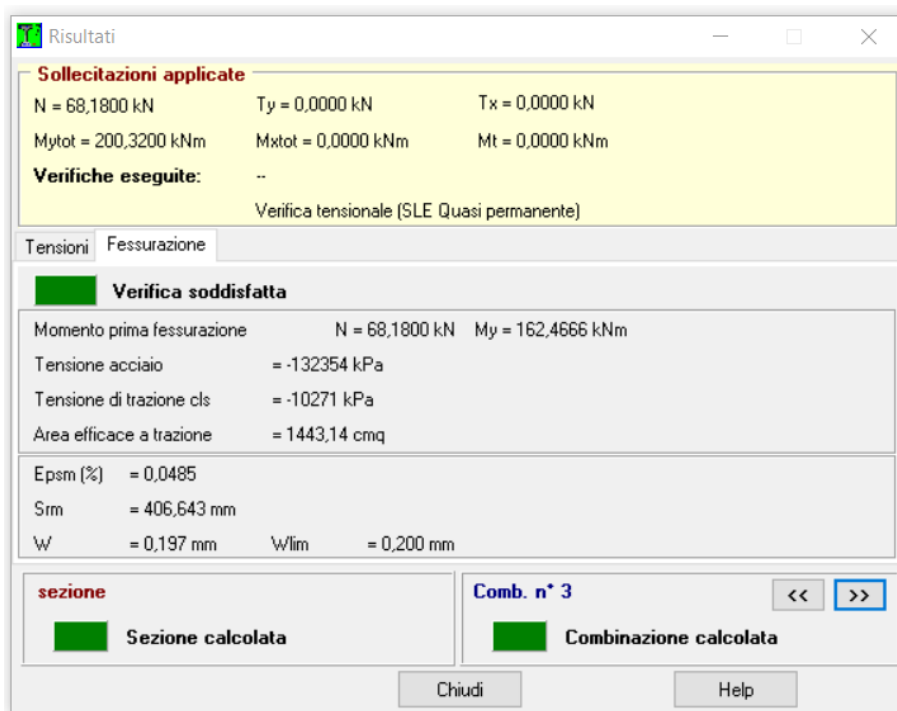 Risultati
Sollecitazioni applicate
N = 68,1800 kN Ty = 0,0000 kN Tx = 0,0000 kN
Mytot = 200,3200 kNm Mxtot = 0,0000 kNm Mt = 0,0000 kNm
Verifiche eseguite: --
Verifica tensionale (SLE Quasi permanente)
Tensioni Fessurazione
Verifica soddisfatta
Momento prima fessurazione N = 68,1800 kN My = 162,4666 kNm
Tensione acciaio = -132354 kPa
Tensione di trazione cls = -10271 kPa
Area efficace a trazione = 1443,14 cmq
Epsm (%) = 0,0485
Srm = 406,643 mm
W = 0,197 mm Wlim = 0,200 mm
sezione Comb. n° 3 << >>
Sezione calcolata Combinazione calcolata
Chiudi Help